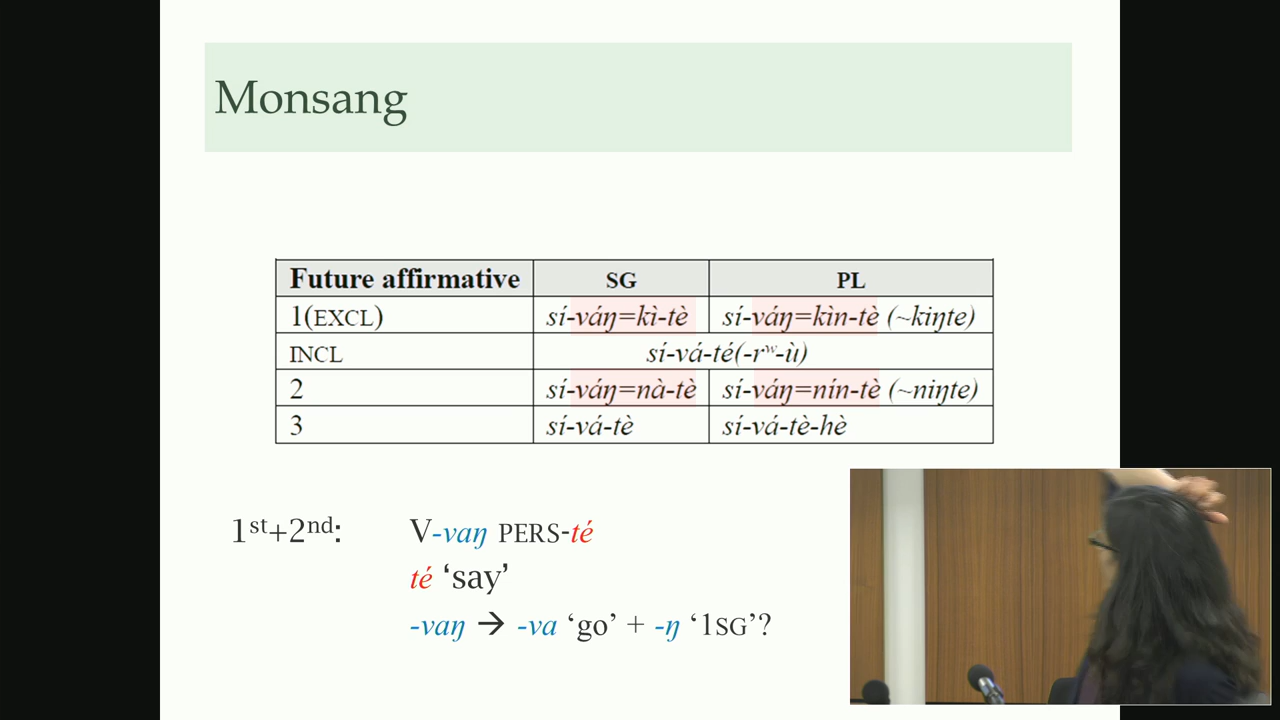 Monsang
Future affirmative SG PL
1(EXCL) sí-váŋ=kì-tè sí-váŋ=kìn-tè (~kiŋte)
INCL sí-vá-té(-rʷ-ù)
2 sí-váŋ=nà-tè sí-váŋ=nín-tè (~niŋte)
3 sí-vá-tè sí-vá-tè-hè
1st+2nd: V-vaŋ PERS-té
té ‘say’
-vaŋ → -va ‘go’ + -ŋ ‘1SG’?